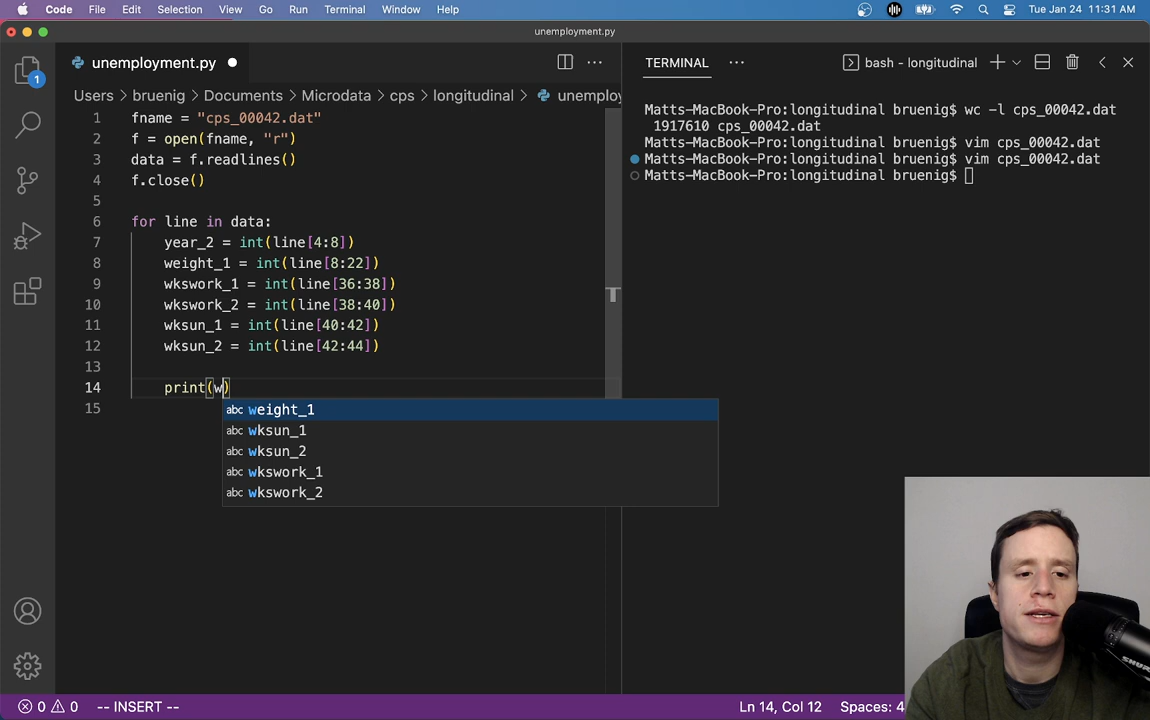 Code File Edit Selection View Go Run Terminal Window Help Tue Jan 24 11:31 AM
unemployment.py
1
unemployment.py
TERMINAL
bash - longitudinal
Users > bruenig > Documents > Microdata > cps > longitudinal > unemploy
1 fname = "cps_00042.dat"
2 f = open(fname, "r")
3 data = f.readlines()
4 f.close()
5
6 for line in data:
7 year_2 = int(line[4:8])
8 weight_1 = int(line[8:22])
9 wkswork_1 = int(line[36:38])
10 wkswork_2 = int(line[38:40])
11 wksun_1 = int(line[40:42])
12 wksun_2 = int(line[42:44])
13
14 print(w)
15
abc weight_1
abc wksun_1
abc wksun_2
abc wkswork_1
abc wkswork_2
Matts-MacBook-Pro:longitudinal bruenig$ wc -l cps_00042.dat
1917610 cps_00042.dat
Matts-MacBook-Pro:longitudinal bruenig$ vim cps_00042.dat
Matts-MacBook-Pro:longitudinal bruenig$ vim cps_00042.dat
Matts-MacBook-Pro:longitudinal bruenig$
0 0 -- INSERT -- Ln 14, Col 12 Spaces: 4
SHURE